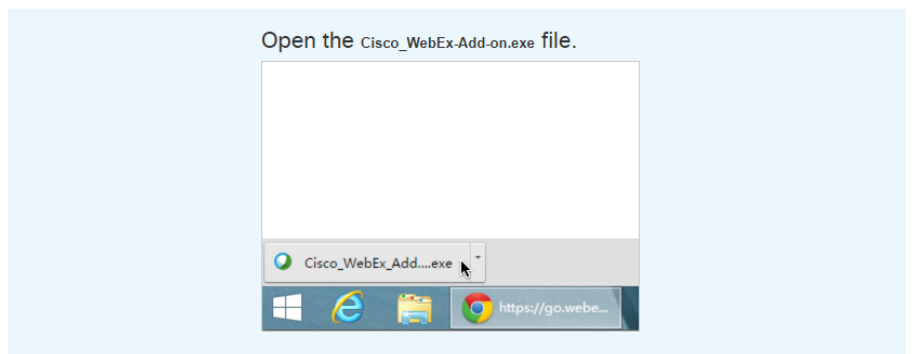 Open the Cisco_WebEx-Add-on.exe file.
Cisco_WebEx_Add....exe
https://go.webe...